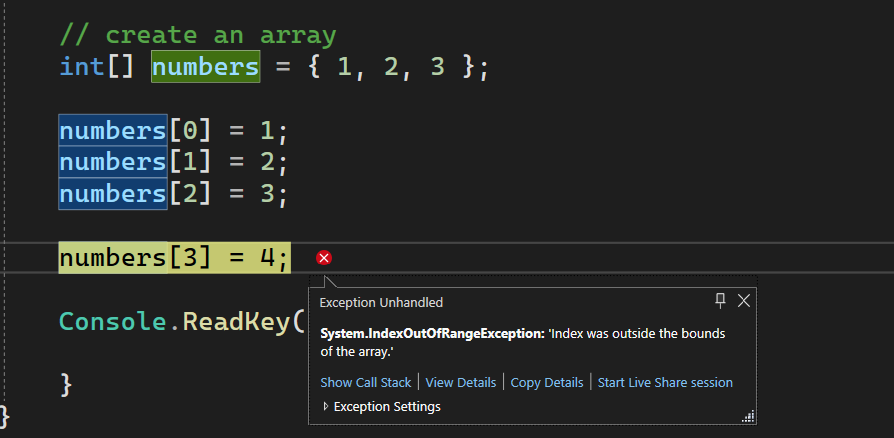 // create an array
int[] numbers = { 1, 2, 3 };
numbers[0] = 1;
numbers[1] = 2;
numbers[2] = 3;
numbers[3] = 4;
Exception Unhandled
System.IndexOutOfRangeException: 'Index was outside the bounds
of the array.'
Show Call Stack | View Details | Copy Details | Start Live Share session
Exception Settings
Console.ReadKey(
}
}